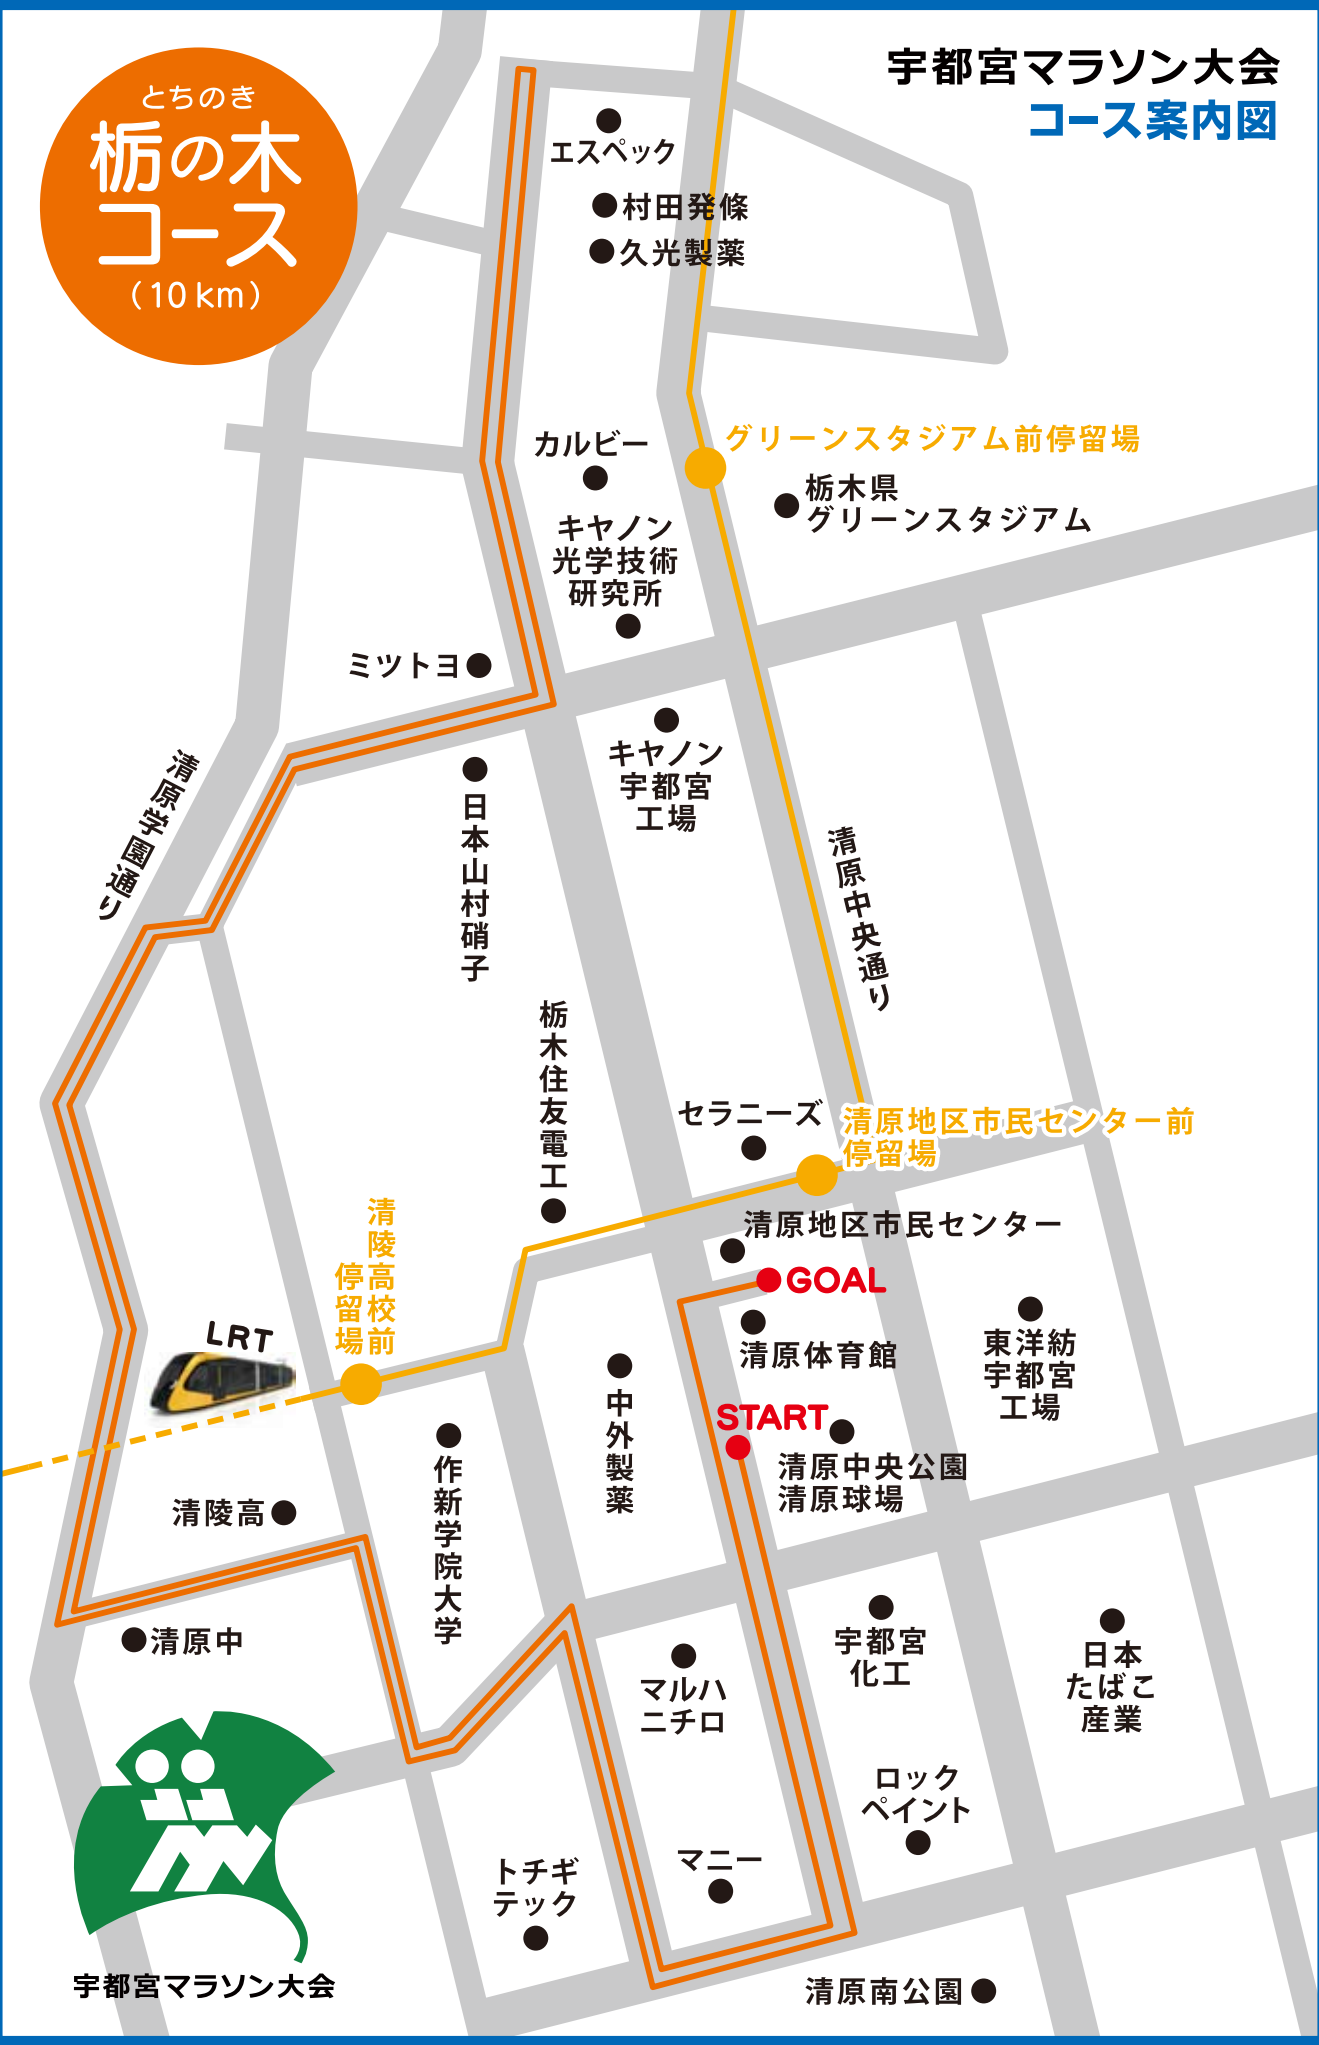 宇都宮マラソン大会
コース案内図
とちのき
栃の木
コース
(10km)
エスペック
村田発條
久光製薬
カルビー
グリーンスタジアム前停留場
栃木県
グリーンスタジアム
キヤノン
光学技術
研究所
ミツトヨ
キヤノン
宇都宮
工場
清原学園通り
日本山村硝子
清原中央通り
栃木住友電工
セラニーズ
清原地区市民センター前
停留場
清原地区市民センター
GOAL
清陵高校前
停留場
LRT
清原体育館
東洋紡
宇都宮
工場
中外製薬
START
清原中央公園
清原球場
作新学院大学
清陵高
清原中
宇都宮
化工
日本
たばこ
産業
マルハ
ニチロ
ロック
ペイント
マニー
トチギ
テック
清原南公園
宇都宮マラソン大会